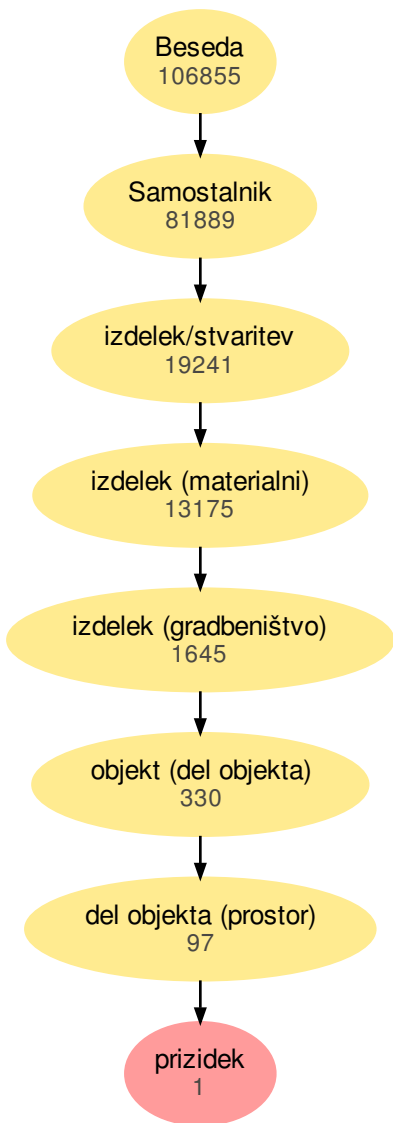 Beseda
106855
Samostalnik
81889
izdelek/stvaritev
19241
izdelek (materialni)
13175
izdelek (gradbeništvo)
1645
objekt (del objekta)
330
del objekta (prostor)
97
prizidek
1